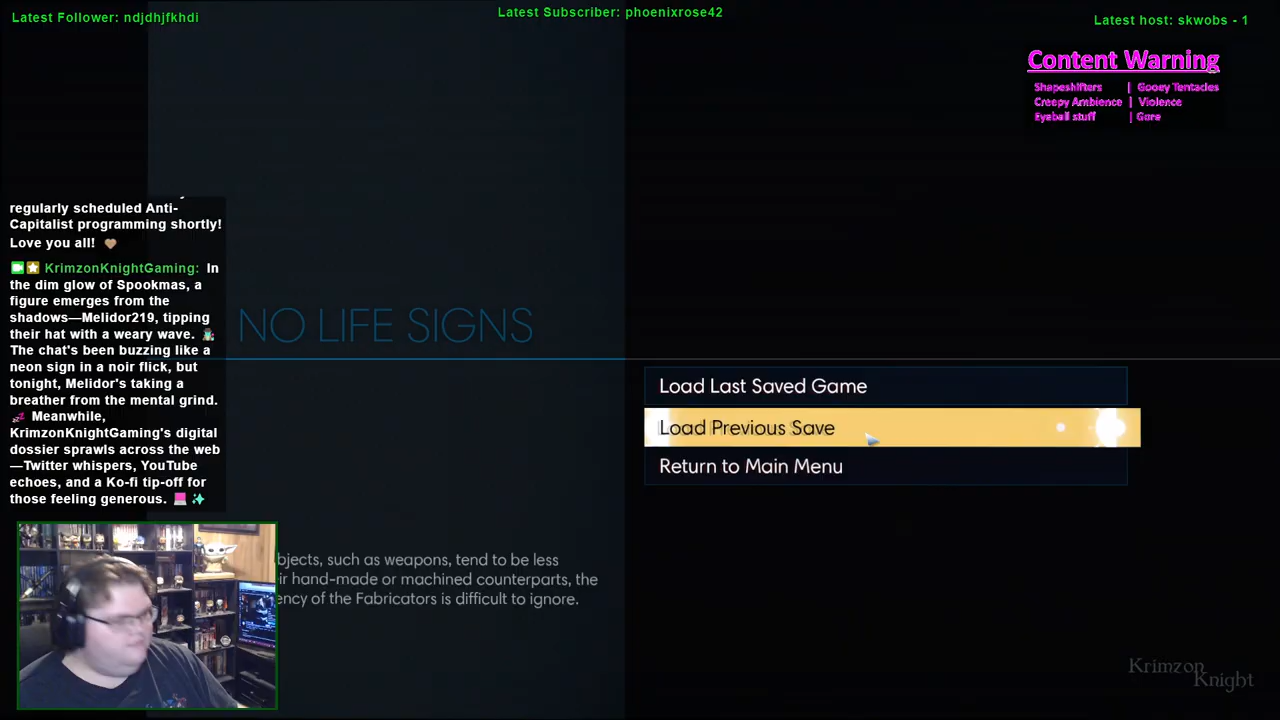 Latest Follower: ndjdhjfkhdi
Latest Subscriber: phoenixrose42
Latest host: skwobs - 1
Content Warning
Shapeshifters | Gooey Tentacles
Creepy Ambience | Violence
Eyeball stuff | Gore
regularly scheduled Anti-
Capitalist programming shortly!
Love you all!
KrimzonKnightGaming: In
the dim glow of Spookmas, a
figure emerges from the
shadows—Melidor219, tipping
their hat with a weary wave.
The chat's been buzzing like a
neon sign in a noir flick, but
tonight, Melidor's taking a
breather from the mental grind.
Meanwhile,
KrimzonKnightGaming's digital
dossier sprawls across the web
—Twitter whispers, YouTube
echoes, and a Ko-fi tip-off for
those feeling generous.
NO LIFE SIGNS
Load Last Saved Game
Load Previous Save
Return to Main Menu
such as weapons, tend to be less
hand-made or machined counterparts, the
of the Fabricators is difficult to ignore.
Krimzon
Knight